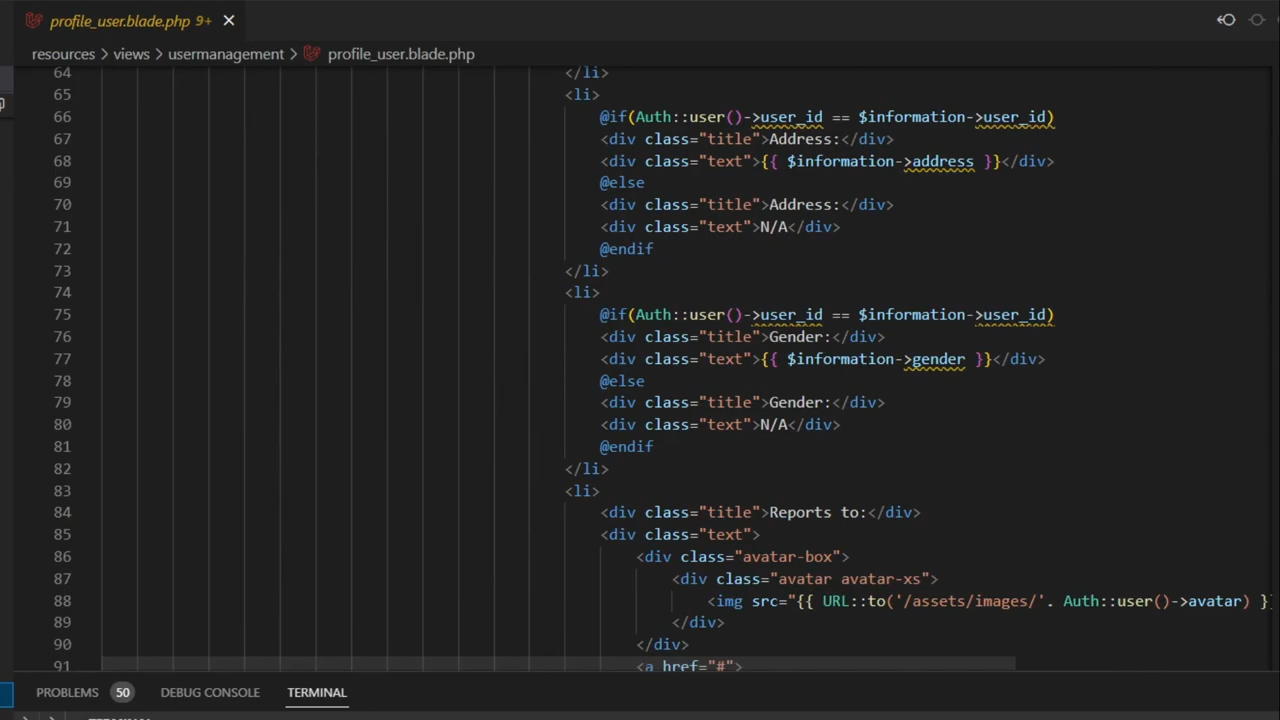 profile_user.blade.php 9+
resources > views > usermanagement > profile_user.blade.php
64 </li>
65 <li>
66 @if(Auth::user()->user_id == $information->user_id)
67 <div class="title">Address:</div>
68 <div class="text">{{ $information->address }}</div>
69 @else
70 <div class="title">Address:</div>
71 <div class="text">N/A</div>
72 @endif
73 </li>
74 <li>
75 @if(Auth::user()->user_id == $information->user_id)
76 <div class="title">Gender:</div>
77 <div class="text">{{ $information->gender }}</div>
78 @else
79 <div class="title">Gender:</div>
80 <div class="text">N/A</div>
81 @endif
82 </li>
83 <li>
84 <div class="title">Reports to:</div>
85 <div class="text">
86 <div class="avatar-box">
87 <div class="avatar avatar-xs">
88 <img src="{{ URL::to('/assets/images/'. Auth::user()->avatar) }
89 </div>
90 </div>
91 <a href="#">
PROBLEMS 50 DEBUG CONSOLE TERMINAL
TERMINAL